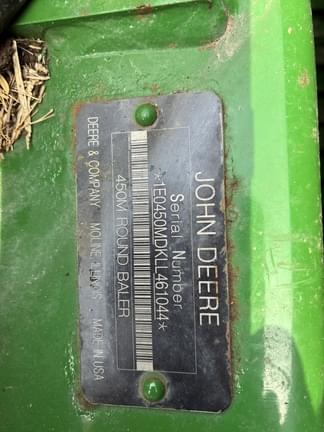 JOHN DEERE
Serial Number
*1E0450MDKLL461044*
450M ROUND BALER
DEERE & COMPANY MOLINE ILLINOIS MADE IN USA